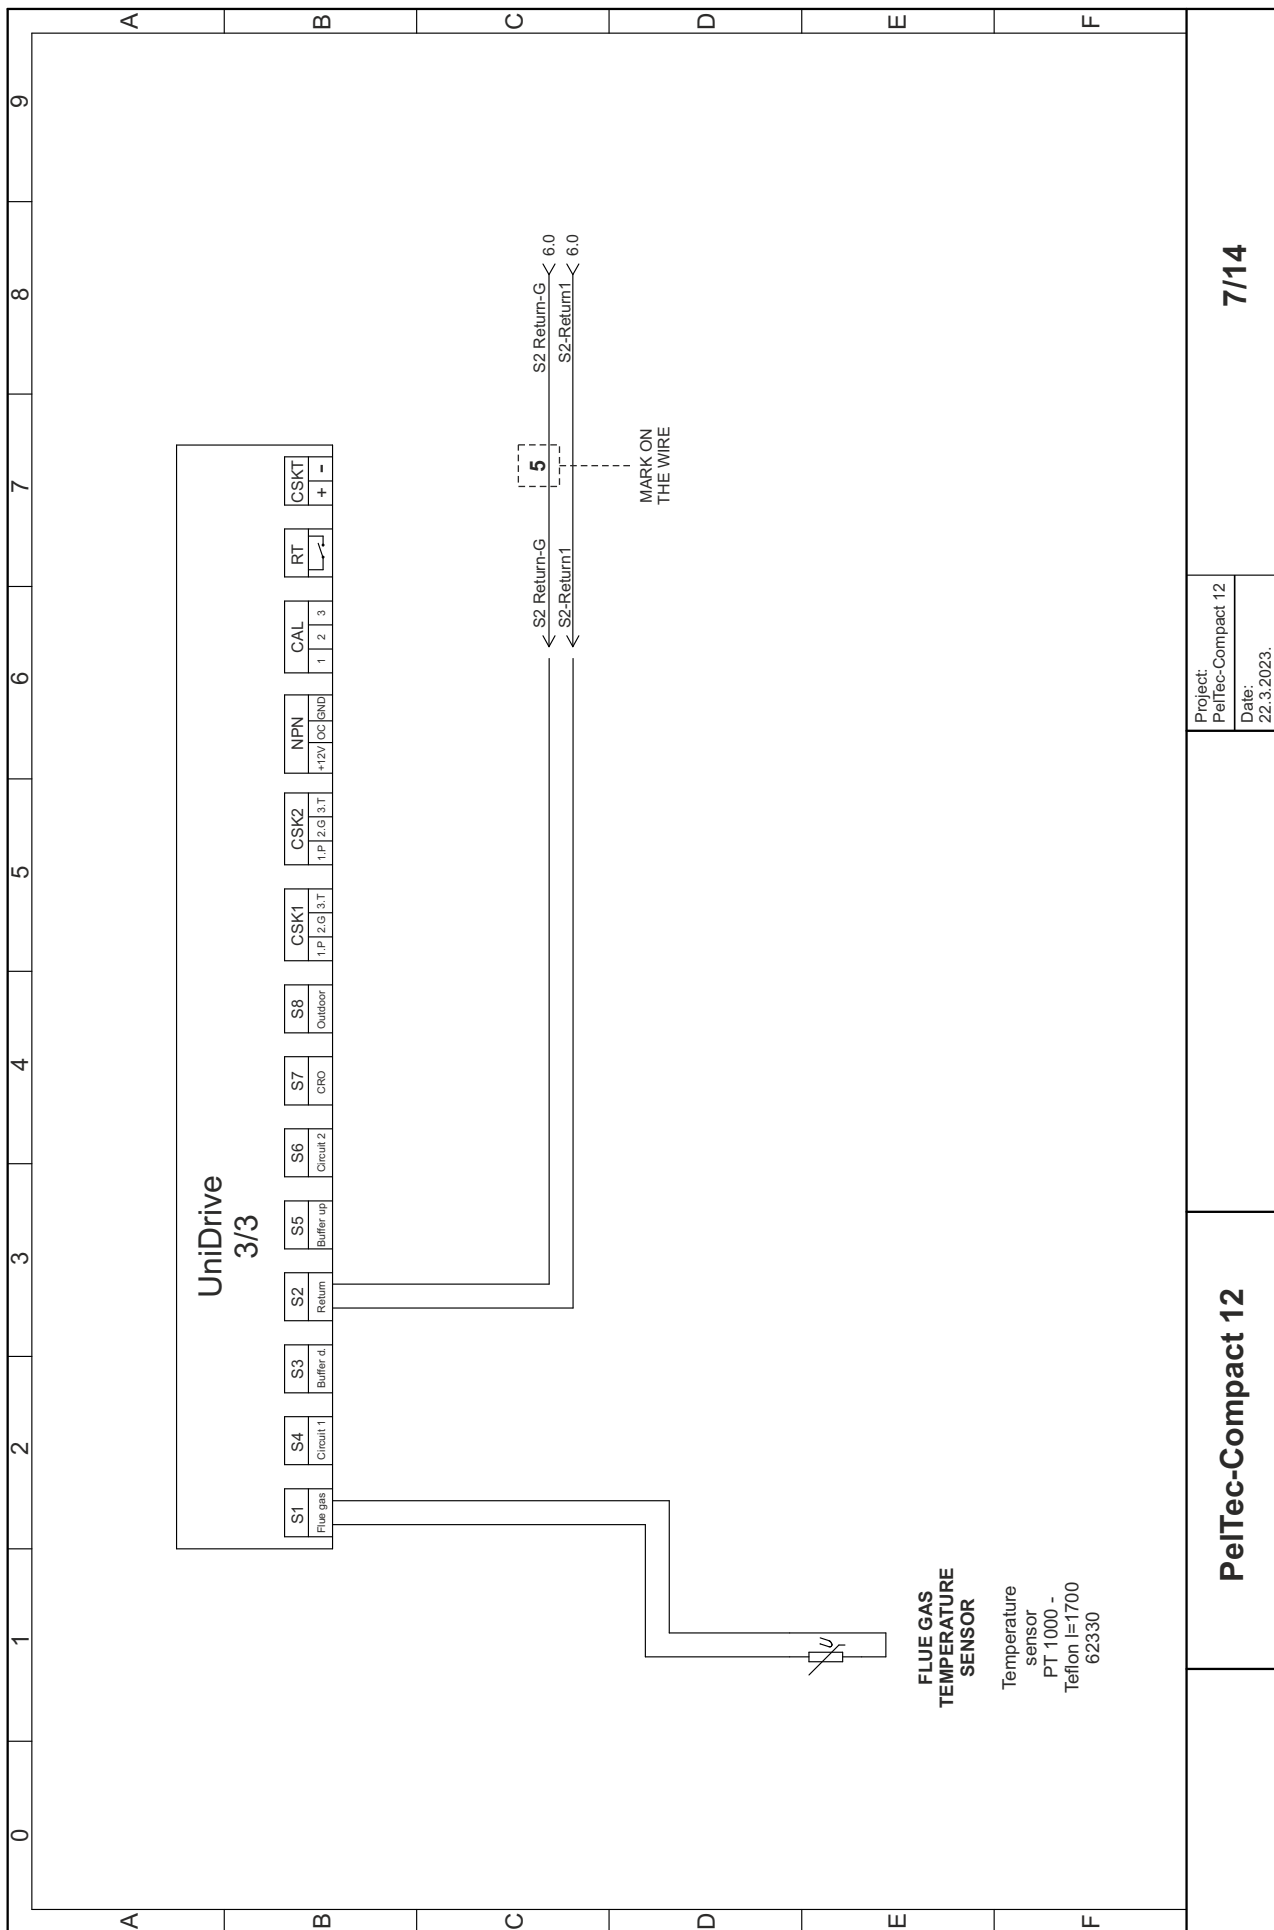 0 1 2 3 4 5 6 7 8 9
A
A
B
B
C
C
D
D
E
E
F
F
UniDrive
3/3
S1
Flue gas
S4
Circuit 1
S3
Buffer d.
S2
Return
S5
Buffer up
S6
Circuit 2
S7
CRO
S8
Outdoor
CSK1
1.P 2.G 3.T
CSK2
1.P 2.G 3.T
NPN
+12V OC GND
CAL
1 2 3
RT
CSKT
+ -
S2 Return-G
S2-Return1
5
S2 Return-G
S2-Return1
6.0
6.0
MARK ON
THE WIRE
U
FLUE GAS
TEMPERATURE
SENSOR
Temperature
sensor
PT 1000 -
Teflon l=1700
62330
PelTec-Compact 12
Project:
PelTec-Compact 12
Date:
22.3.2023.
7/14